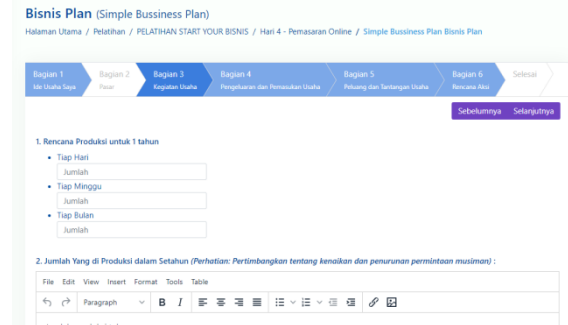 Bisnis Plan (Simple Bussiness Plan)
Halaman Utama / Pelatihan / PELATIHAN START YOUR BISNIS / Hari 4 - Pemasaran Online / Simple Bussiness Plan Bisnis Plan
Bagian 1 Bagian 2 Bagian 3 Bagian 4 Bagian 5 Bagian 6 Selesai
Ide Usaha Saya Pasar Kegiatan Usaha Pengeluaran dan Pemasukan Usaha Peluang dan Tantangan Usaha Rencana Aksi
Sebelumnya Selanjutnya
1. Rencana Produksi untuk 1 tahun
Tiap Hari
Jumlah
Tiap Minggu
Jumlah
Tiap Bulan
Jumlah
2. Jumlah Yang di Produksi dalam Setahun (Perhatian: Pertimbangkan tentang kenaikan dan penurunan permintaan musiman) :
File Edit View Insert Format Tools Table
Paragraph B I